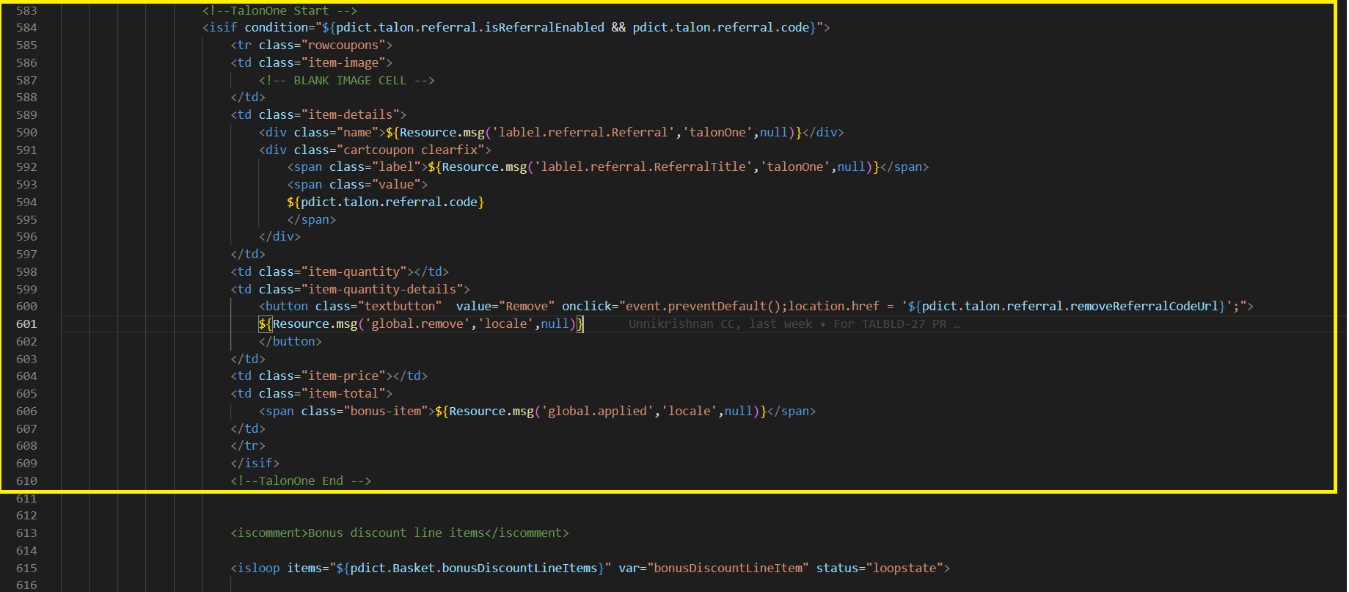 583 <!--TalonOne Start -->
584 <isif condition="${pdict.talon.referral.isReferralEnabled && pdict.talon.referral.code}">
585 <tr class="rowcoupons">
586 <td class="item-image">
587 <!-- BLANK IMAGE CELL -->
588 </td>
589 <td class="item-details">
590 <div class="name">${Resource.msg('lablel.referral.Referral','talonOne',null)}</div>
591 <div class="cartcoupon clearfix">
592 <span class="label">${Resource.msg('lablel.referral.ReferralTitle','talonOne',null)}</span>
593 <span class="value">
594 ${pdict.talon.referral.code}
595 </span>
596 </div>
597 </td>
598 <td class="item-quantity"></td>
599 <td class="item-quantity-details">
600 <button class="textbutton"  value="Remove" onclick="event.preventDefault();location.href = '${pdict.talon.referral.removeReferralCodeUrl}';">
601 ${Resource.msg('global.remove','locale',null)} Unnikrishnan CC, last week • For TALBLD-27 PR …
602 </button>
603 </td>
604 <td class="item-price"></td>
605 <td class="item-total">
606 <span class="bonus-item">${Resource.msg('global.applied','locale',null)}</span>
607 </td>
608 </tr>
609 </isif>
610 <!--TalonOne End -->
611
612
613 <iscomment>Bonus discount line items</iscomment>
614
615 <isloop items="${pdict.Basket.bonusDiscountLineItems}" var="bonusDiscountLineItem" status="loopstate">
616